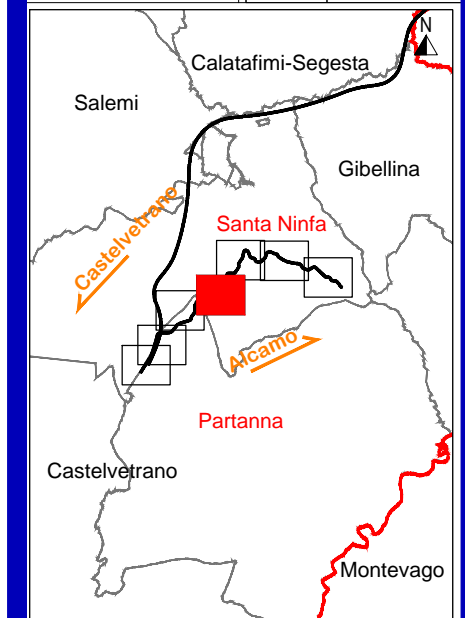 N
Calatafimi-Segesta
Salemi
Gibellina
Castelvetrano
Santa Ninfa
Alcamo
Partanna
Castelvetrano
Montevago